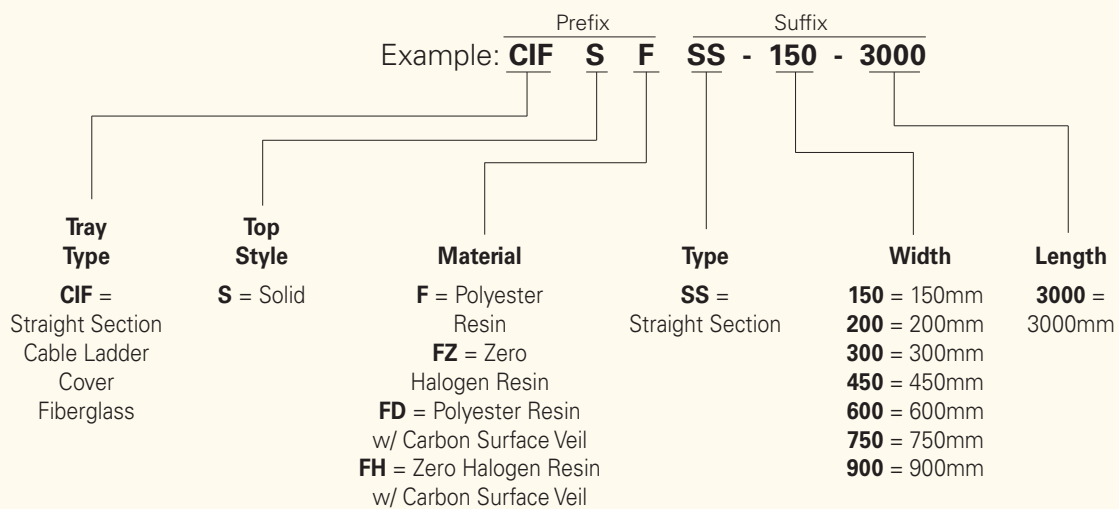 Prefix Suffix
Example: CIF S F SS - 150 - 3000
Tray
Type
CIF =
Straight Section
Cable Ladder
Cover
Fiberglass
Top
Style
S = Solid
Material
F = Polyester
Resin
FZ = Zero
Halogen Resin
FD = Polyester Resin
w/ Carbon Surface Veil
FH = Zero Halogen Resin
w/ Carbon Surface Veil
Type
SS =
Straight Section
Width
150 = 150mm
200 = 200mm
300 = 300mm
450 = 450mm
600 = 600mm
750 = 750mm
900 = 900mm
Length
3000 =
3000mm